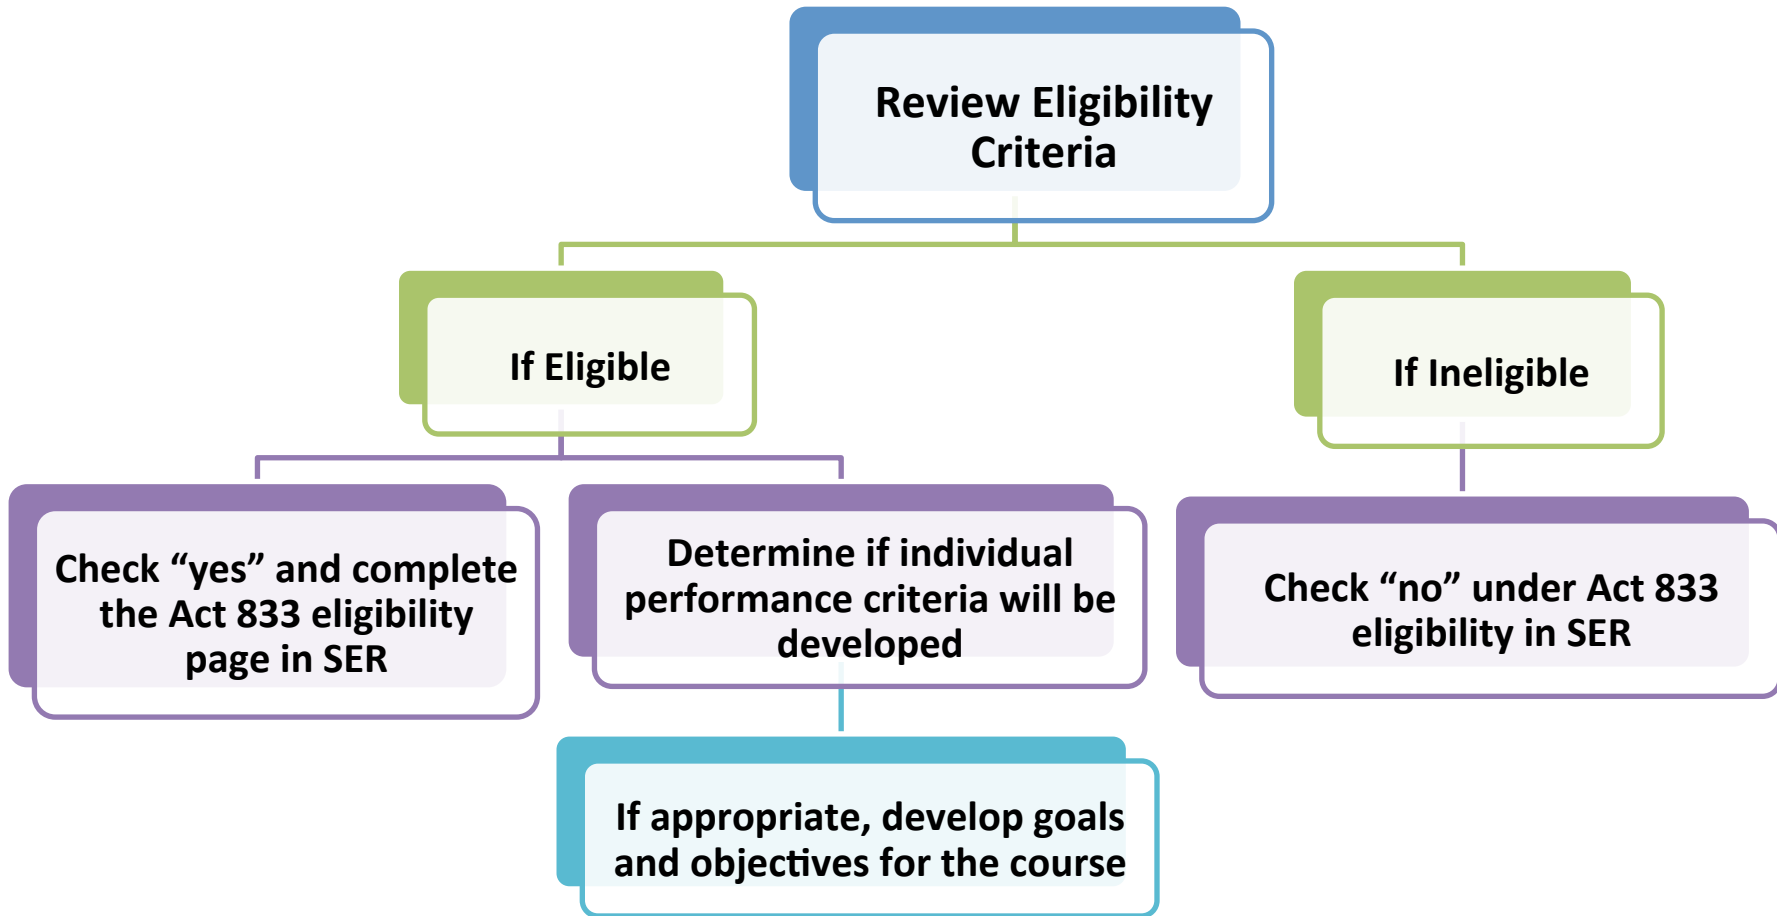 Review Eligibility
Criteria
If Eligible
If Ineligible
Check “yes” and complete
the Act 833 eligibility
page in SER
Determine if individual
performance criteria will be
developed
Check “no” under Act 833
eligibility in SER
If appropriate, develop goals
and objectives for the course